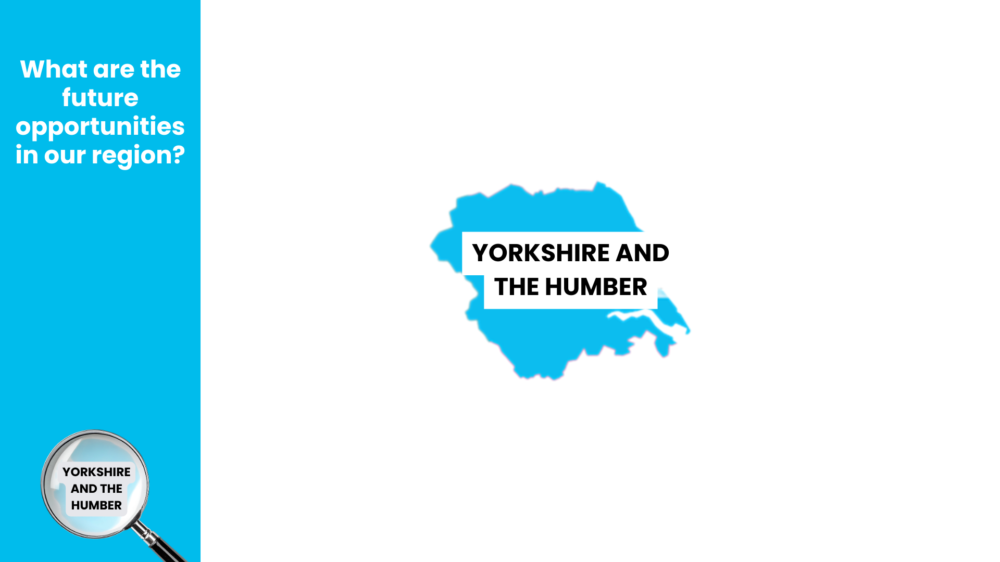 What are the
future
opportunities
in our region?
YORKSHIRE AND
THE HUMBER
YORKSHIRE
AND THE
HUMBER